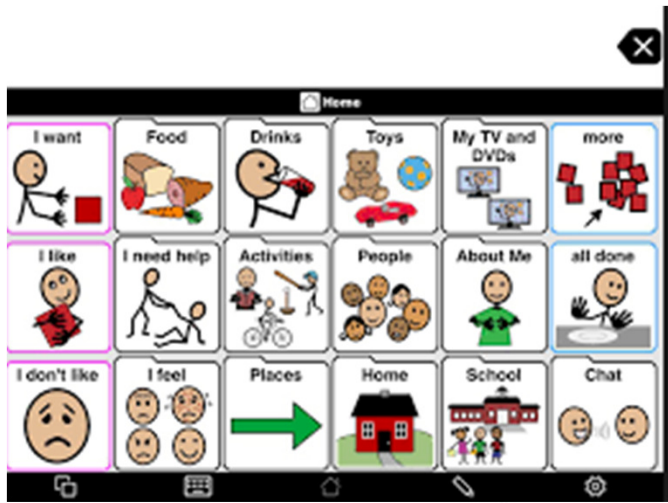 Home
I want
Food
Drinks
Toys
My TV and
DVDs
more
I like
I need help
Activities
People
About Me
all done
I don't like
I feel
Places
Home
School
Chat